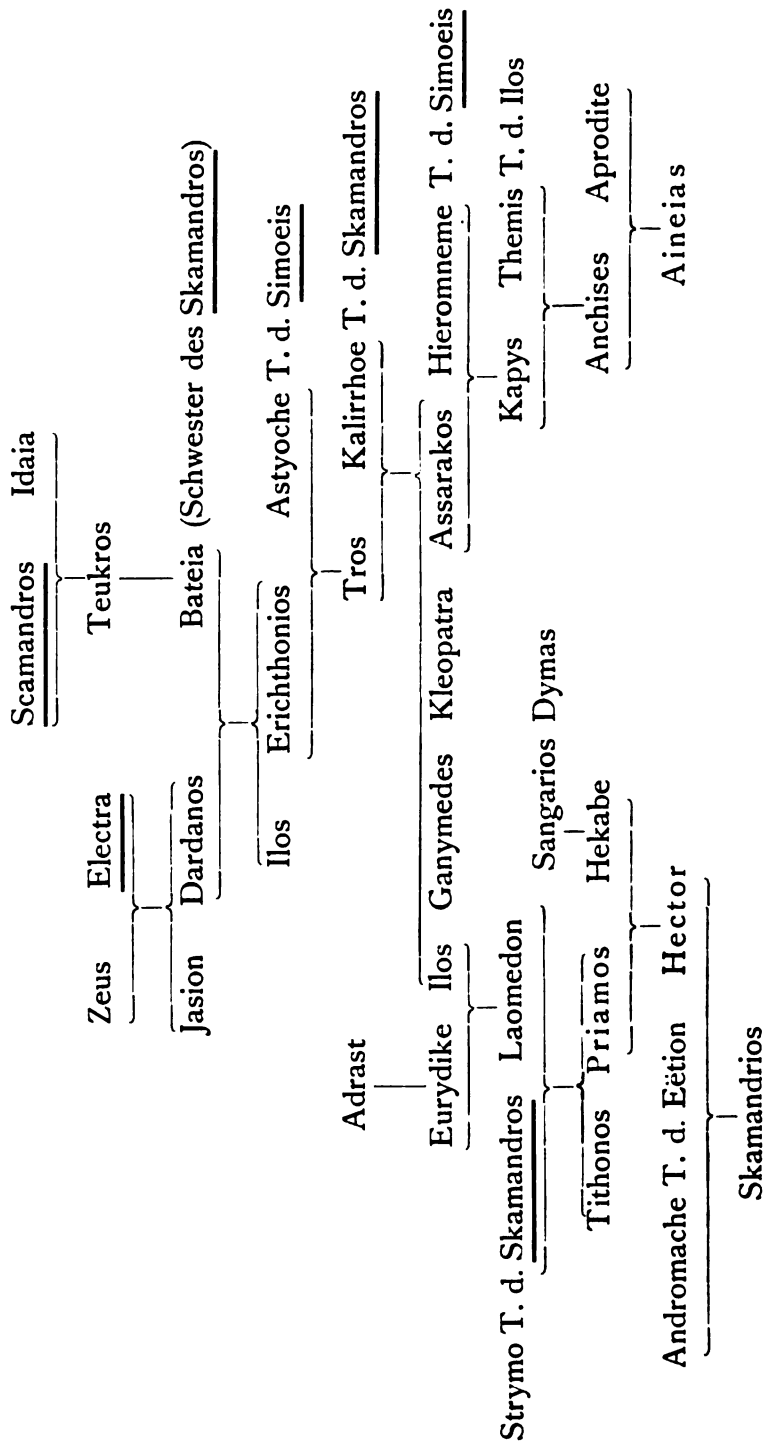 Scamandros Idaia
Zeus Electra Teukros
Jasion Dardanos Bateia (Schwester des Skamandros)
Ilos Erichthonios Astyoche T. d. Simoeis
Adrast Tros Kalirrhoe T. d. Skamandros
Eurydike Ilos Ganymedes Kleopatra Assarakos Hieromneme T. d. Simoeis
Strymo T. d. Skamandros Laomedon Kapys Themis T. d. Ilos
Sangarios Dymas
Tithonos Priamos Hekabe Anchises Aprodite
Andromache T. d. Eëtion Hector Aineias
Skamandrios